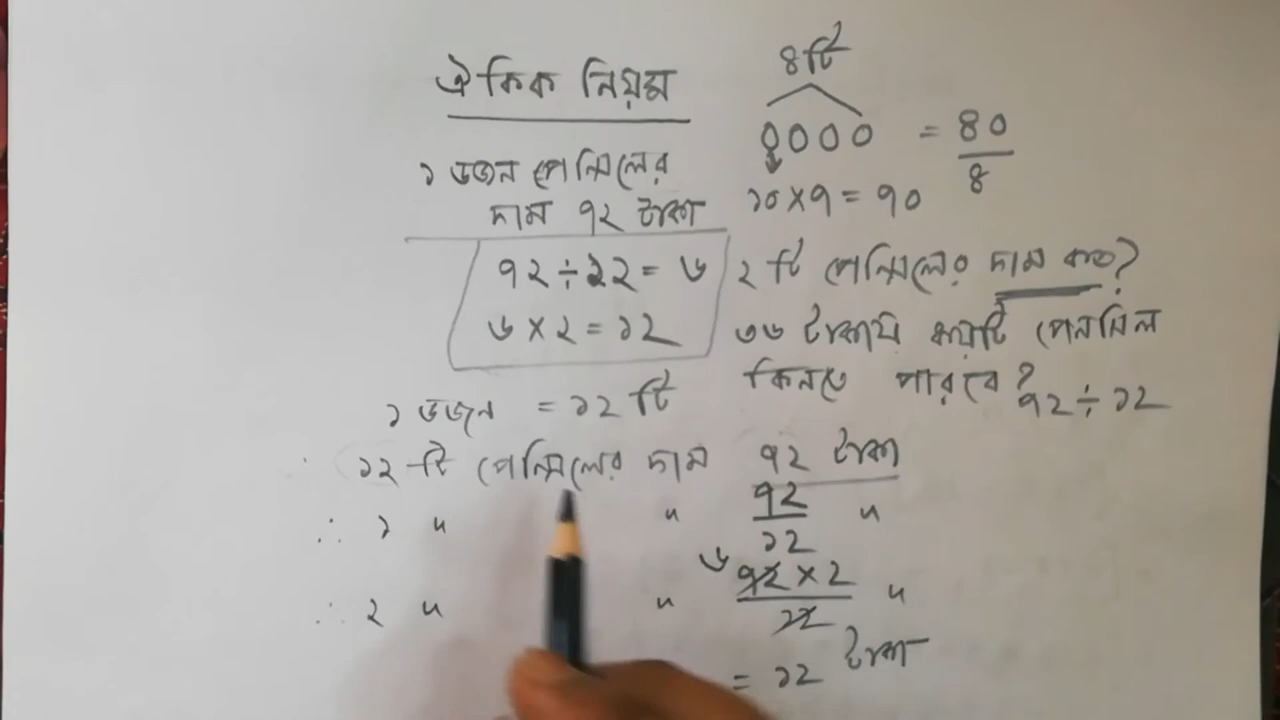 ঐকিক নিয়ম
৪টি
০০০০ = ৪০/৪
১ ডজন পেন্সিলের
দাম ৭২ টাকা
১০×৭ = ৭০
৭২÷১২ = ৬
২ টি পেন্সিলের দাম কত?
৬×২ = ১২
৩৬ টাকায় কয়টি পেনসিল
কিনতে পারবে?
৭২÷১২
১ ডজন = ১২ টি
১২ টি পেন্সিলের দাম ৭২ টাকা
∴ ১ " " ৭২/১২ "
∴ ২ " " ৬ ৭২×২/১২ "
= ১২ টাকা